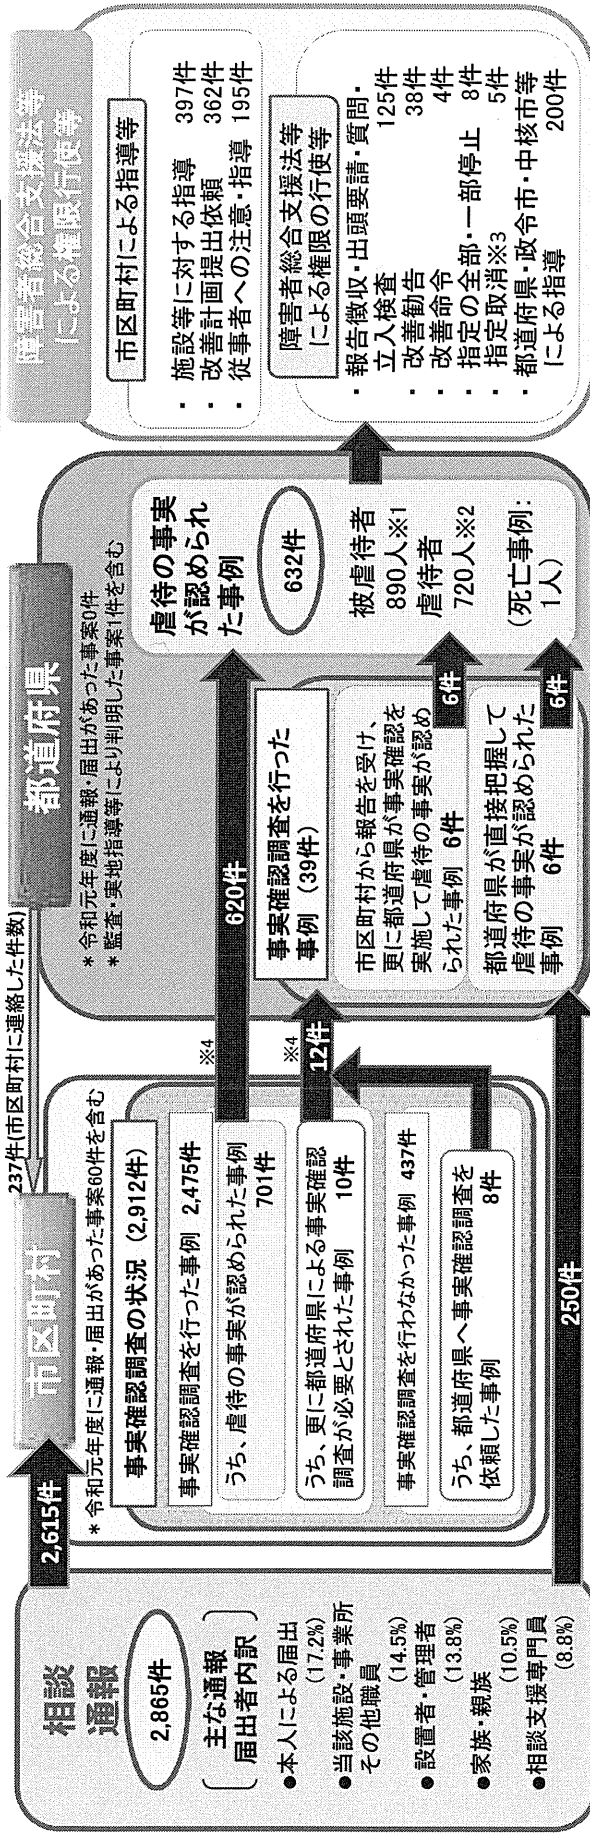 相談
通報
2,865件
主な通報
届出者内訳
●本人による届出
(17.2%)
●当該施設・事業所
その他職員
(14.5%)
●設置者・管理者
(13.8%)
●家族・親族
(10.5%)
●相談支援専門員
(8.8%)
2,615件
250件
市区町村
237件(市区町村に連絡した件数)
*令和元年度に通報・届出があった事案60件を含む
事実確認調査の状況 (2,912件)
事実確認調査を行った事例 2,475件
うち、虐待の事実が認められた事例
701件
うち、更に都道府県による事実確認
調査が必要とされた事例 10件
事実確認調査を行わなかった事例 437件
うち、都道府県へ事実確認調査を
依頼した事例 8件
※4
620件
※4
12件
都道府県
*令和元年度に通報・届出があった事案0件
*監査・実地指導等により判明した事案1件を含む
事実確認調査を行った
事例 (39件)
市区町村から報告を受け、
更に都道府県が事実確認を
実施して虐待の事実が認め
られた事例 6件
都道府県が直接把握して
虐待の事実が認められた
事例 6件
6件
6件
虐待の事実
が認められ
た事例
632件
被虐待者
890人※1
虐待者
720人※2
(死亡事例:
1人)
障害者総合支援法等
による権限行使等
市区町村による指導等
・ 施設等に対する指導 397件
・ 改善計画提出依頼 362件
・ 従事者への注意・指導 195件
障害者総合支援法等
による権限の行使等
・ 報告徴収・出頭要請・質問・
立入検査 125件
・ 改善勧告 38件
・ 改善命令 4件
・ 指定の全部・一部停止 8件
・ 指定取消※3 5件
・ 都道府県・政令市・中核市等
による指導 200件